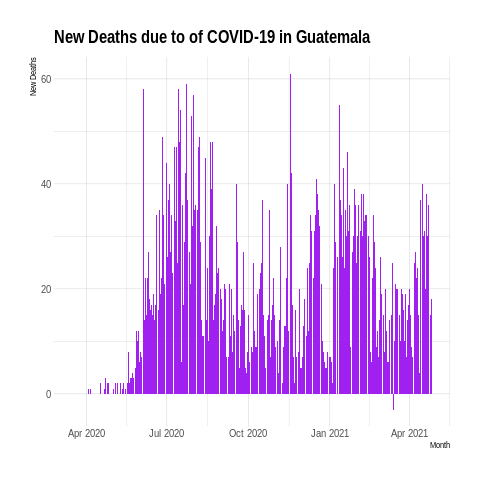 New Deaths due to of COVID-19 in Guatemala
New Deaths
60
40
20
0
Apr 2020 Jul 2020 Oct 2020 Jan 2021 Apr 2021
Month